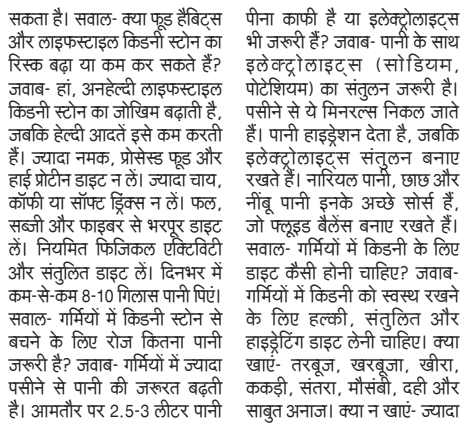 सकता है। सवाल- क्या फूड हैबिट्स
और लाइफस्टाइल किडनी स्टोन का
रिस्क बढ़ा या कम कर सकते हैं?
जवाब- हां, अनहेल्दी लाइफस्टाइल
किडनी स्टोन का जोखिम बढ़ाती है,
जबकि हेल्दी आदतें इसे कम करती
हैं। ज्यादा नमक, प्रोसेस्ड फूड और
हाई प्रोटीन डाइट न लें। ज्यादा चाय,
कॉफी या सॉफ्ट ड्रिंक्स न लें। फल,
सब्जी और फाइबर से भरपूर डाइट
लें। नियमित फिजिकल एक्टिविटी
और संतुलित डाइट लें। दिनभर में
कम-से-कम 8-10 गिलास पानी पिएं।
सवाल- गर्मियों में किडनी स्टोन से
बचने के लिए रोज कितना पानी
जरूरी है? जवाब- गर्मियों में ज्यादा
पसीने से पानी की जरूरत बढ़ती
है। आमतौर पर 2.5-3 लीटर पानी
पीना काफी है या इलेक्ट्रोलाइट्स
भी जरूरी हैं? जवाब- पानी के साथ
इलेक्ट्रोलाइट्स (सोडियम,
पोटेशियम) का संतुलन जरूरी है।
पसीने से ये मिनरल्स निकल जाते
हैं। पानी हाइड्रेशन देता है, जबकि
इलेक्ट्रोलाइट्स संतुलन बनाए
रखते हैं। नारियल पानी, छाछ और
नींबू पानी इनके अच्छे सोर्स हैं,
जो फ्लूइड बैलेंस बनाए रखते हैं।
सवाल- गर्मियों में किडनी के लिए
डाइट कैसी होनी चाहिए? जवाब-
गर्मियों में किडनी को स्वस्थ रखने
के लिए हल्की, संतुलित और
हाइड्रेटिंग डाइट लेनी चाहिए। क्या
खाएं- तरबूज, खरबूजा, खीरा,
ककड़ी, संतरा, मौसंबी, दही और
साबुत अनाज। क्या न खाएं- ज्यादा